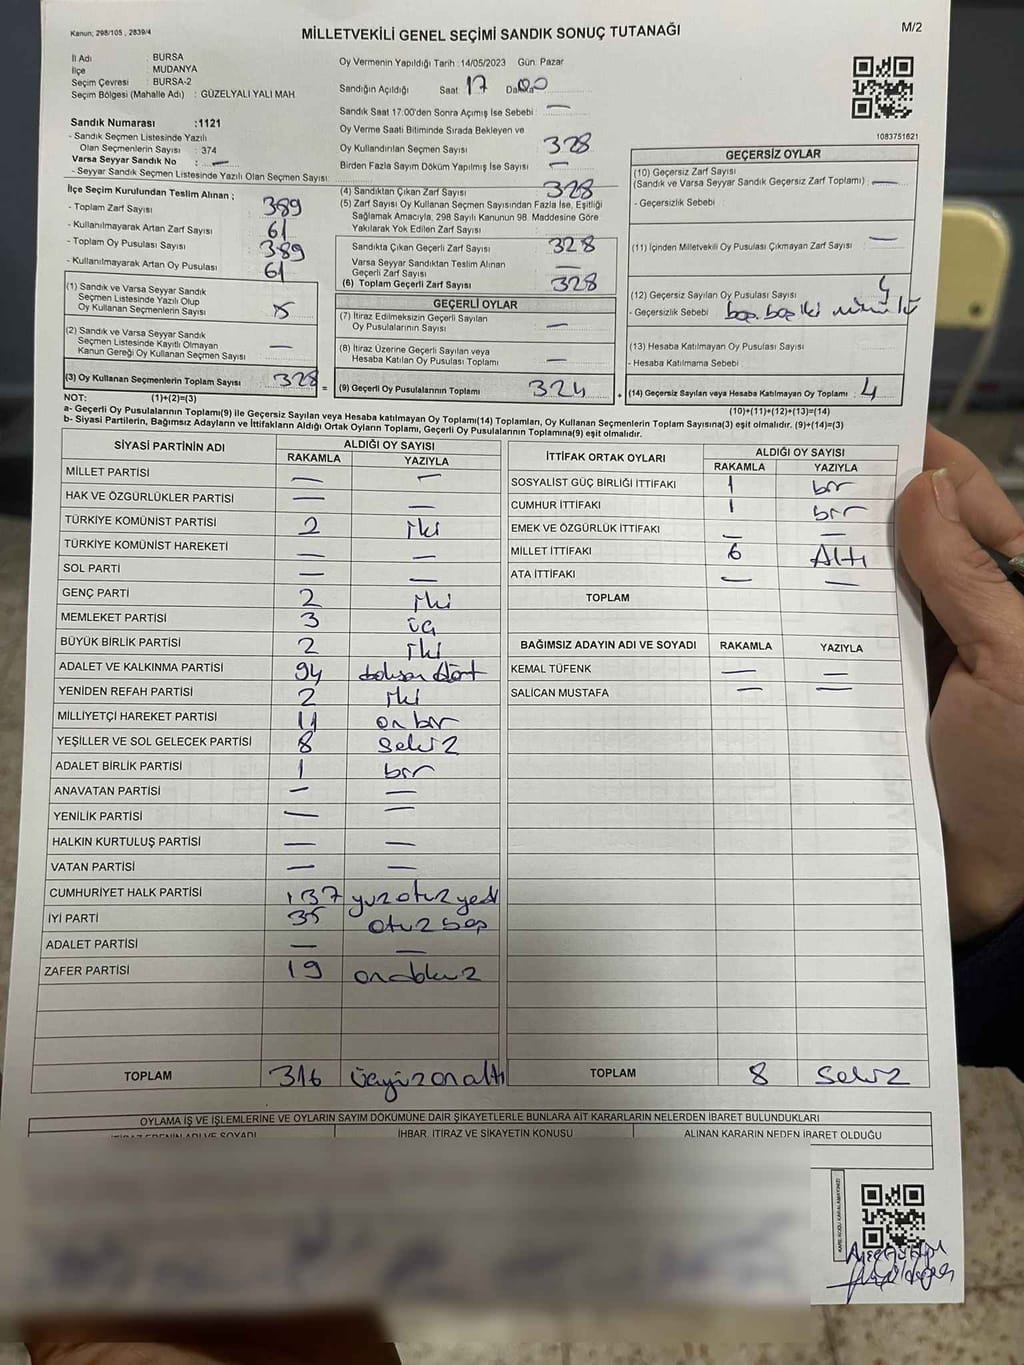 Kanun; 298/105 , 2839/4
MİLLETVEKİLİ GENEL SEÇİMİ SANDIK SONUÇ TUTANAĞI
M/2
İl Adı : BURSA
İlçe : MUDANYA
Seçim Çevresi : BURSA-2
Seçim Bölgesi (Mahalle Adı) : GÜZELYALI YALI MAH
Sandık Numarası :1121
- Sandık Seçmen Listesinde Yazılı
Olan Seçmenlerin Sayısı : 374
Varsa Seyyar Sandık No : —
- Seyyar Sandık Seçmen Listesinde Yazılı Olan Seçmen Sayısı:
Oy Vermenin Yapıldığı Tarih :14/05/2023 Gün: Pazar
Sandığın Açıldığı Saat 17 00
Sandık Saat 17:00'den Sonra Açımış İse Sebebi : —
Oy Verme Saati Bitiminde Sırada Bekleyen ve
Oy Kullandırılan Seçmen Sayısı : 328
Birden Fazla Sayım Döküm Yapılmış İse Sayısı : —
1083751621
İlçe Seçim Kurulundan Teslim Alınan ;
- Toplam Zarf Sayısı : 389
- Kullanılmayarak Artan Zarf Sayısı : 61
- Toplam Oy Pusulası Sayısı : 389
- Kullanılmayarak Artan Oy Pusulası : 61
(1) Sandık ve Varsa Seyyar Sandık
Seçmen Listesinde Yazılı Olup
Oy Kullanan Seçmenlerin Sayısı :
(2) Sandık ve Varsa Seyyar Sandık
Seçmen Listesinde Kayıtlı Olmayan
Kanun Gereği Oy Kullanan Seçmen Sayısı : —
(3) Oy Kullanan Seçmenlerin Toplam Sayısı : 328 =
(4) Sandıktan Çıkan Zarf Sayısı : 328
(5) Zarf Sayısı Oy Kullanan Seçmen Sayısından Fazla İse, Eşitliği
Sağlamak Amacıyla, 298 Sayılı Kanunun 98. Maddesine Göre
Yakılarak Yok Edilen Zarf Sayısı :
Sandıkta Çıkan Geçerli Zarf Sayısı : 328
Varsa Seyyar Sandıktan Teslim Alınan
Geçerli Zarf Sayısı : —
(6) Toplam Geçerli Zarf Sayısı : 328
GEÇERLİ OYLAR
(7) İtiraz Edilmeksizin Geçerli Sayılan
Oy Pusulalarının Sayısı : —
(8) İtiraz Üzerine Geçerli Sayılan veya
Hesaba Katılan Oy Pusulası Toplamı : —
(9) Geçerli Oy Pusulalarının Toplamı : 324 +
GEÇERSİZ OYLAR
(10) Geçersiz Zarf Sayısı
(Sandık ve Varsa Seyyar Sandık Geçersiz Zarf Toplamı) : —
- Geçersizlik Sebebi :
(11) İçinden Milletvekili Oy Pusulası Çıkmayan Zarf Sayısı : —
(12) Geçersiz Sayılan Oy Pusulası Sayısı : 4
- Geçersizlik Sebebi : boş. boş iki mühürlü
(13) Hesaba Katılmayan Oy Pusulası Sayısı :
- Hesaba Katılmama Sebebi :
(14) Geçersiz Sayılan veya Hesaba Katılmayan Oy Toplamı : 4
NOT: (1)+(2)=(3)
(10)+(11)+(12)+(13)=(14)
a- Geçerli Oy Pusulalarının Toplamı(9) ile Geçersiz Sayılan veya Hesaba katılmayan Oy Toplamı(14) Toplamları, Oy Kullanan Seçmenlerin Toplam Sayısına(3) eşit olmalıdır. (9)+(14)=(3)
b- Siyasi Partilerin, Bağımsız Adayların ve İttifakların Aldığı Ortak Oyların Toplamı, Geçerli Oy Pusulalarının Toplamına(9) eşit olmalıdır.
SİYASİ PARTİNİN ADI ALDIĞI OY SAYISI
RAKAMLA YAZIYLA
MİLLET PARTİSİ — —
HAK VE ÖZGÜRLÜKLER PARTİSİ — —
TÜRKİYE KOMÜNİST PARTİSİ 2 iki
TÜRKİYE KOMÜNİST HAREKETİ — —
SOL PARTİ — —
GENÇ PARTİ 2 iki
MEMLEKET PARTİSİ 3 üç
BÜYÜK BİRLİK PARTİSİ 2 iki
ADALET VE KALKINMA PARTİSİ 94 doksan dört
YENİDEN REFAH PARTİSİ 2 iki
MİLLİYETÇİ HAREKET PARTİSİ 11 on bir
YEŞİLLER VE SOL GELECEK PARTİSİ 8 sekiz
ADALET BİRLİK PARTİSİ 1 bir
ANAVATAN PARTİSİ — —
YENİLİK PARTİSİ — —
HALKIN KURTULUŞ PARTİSİ — —
VATAN PARTİSİ — —
CUMHURİYET HALK PARTİSİ 137 yüz otuz yedi
İYİ PARTİ 35 otuz beş
ADALET PARTİSİ — —
ZAFER PARTİSİ 19 on dokuz
TOPLAM 316 üçyüz on altı
İTTİFAK ORTAK OYLARI ALDIĞI OY SAYISI
RAKAMLA YAZIYLA
SOSYALİST GÜÇ BİRLİĞİ İTTİFAKI 1 bir
CUMHUR İTTİFAKI 1 bir
EMEK VE ÖZGÜRLÜK İTTİFAKI — —
MİLLET İTTİFAKI 6 Altı
ATA İTTİFAKI — —
TOPLAM
BAĞIMSIZ ADAYIN ADI VE SOYADI RAKAMLA YAZIYLA
KEMAL TÜFENK — —
SALİCAN MUSTAFA — —
TOPLAM 8 sekiz
OYLAMA İŞ VE İŞLEMLERİNE VE OYLARIN SAYIM DÖKÜMÜNE DAİR ŞİKAYETLERLE BUNLARA AİT KARARLARIN NELERDEN İBARET BULUNDUKLARI
İHBAR, İTİRAZ VE ŞİKAYETİN KONUSU
ALINAN KARARIN NEDEN İBARET OLDUĞU